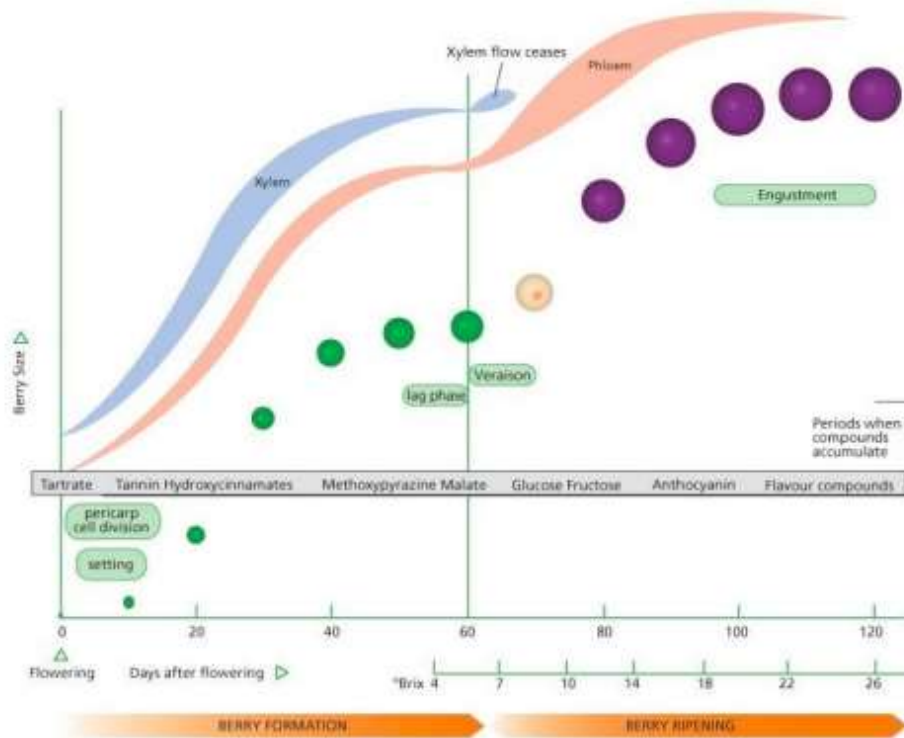 Xylem flow ceases
Phloem
Xylem
Engustment
Berry Size
Veraison
lag phase
Periods when
compounds
accumulate
Tartrate Tannin Hydroxycinnamates Methoxypyrazine Malate Glucose Fructose Anthocyanin Flavour compounds
pericarp
cell division
setting
0 20 40 60 80 100 120
Flowering Days after flowering
°Brix 4 7 10 14 18 22 26
BERRY FORMATION BERRY RIPENING